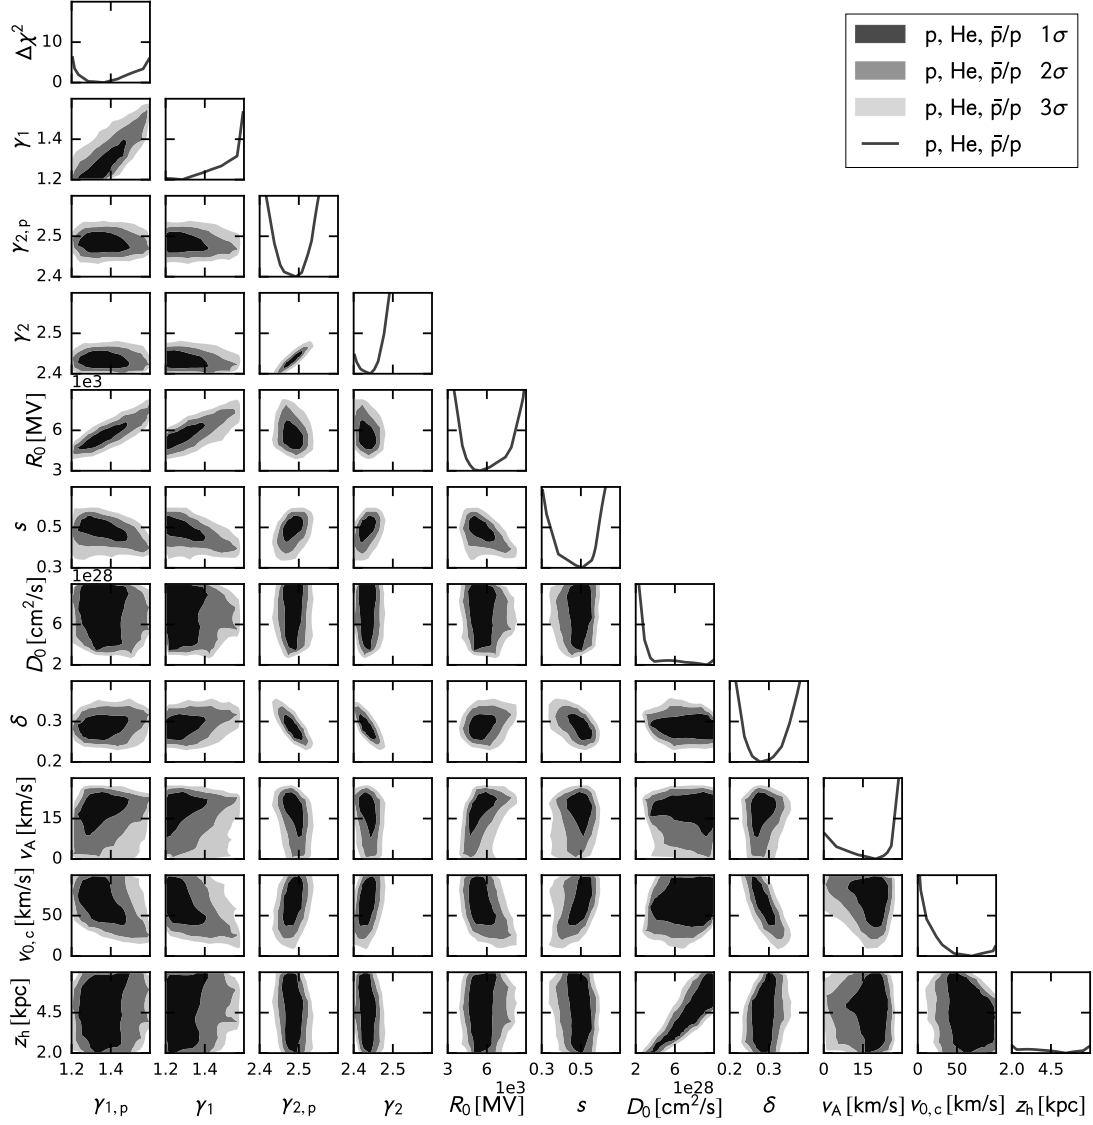 Δχ²
10
0
p, He, p̄/p 1σ
p, He, p̄/p 2σ
p, He, p̄/p 3σ
p, He, p̄/p
γ₁
1.4
1.2
γ₂,ₚ
2.5
2.4
γ₂
2.5
2.4
1e3
R₀ [MV]
6
3
s
0.5
0.3
1e28
D₀ [cm²/s]
6
2
δ
0.3
0.2
v_A [km/s]
15
0
v₀,c [km/s]
50
0
z_h [kpc]
4.5
2.0
1.2 1.4 1.2 1.4 2.4 2.5 2.4 2.5 3 6 0.3 0.5 2 6 0.2 0.3 0 15 0 50 2.0 4.5
1e3 1e28
γ₁,ₚ γ₁ γ₂,ₚ γ₂ R₀ [MV] s D₀ [cm²/s] δ v_A [km/s] v₀,c [km/s] z_h [kpc]